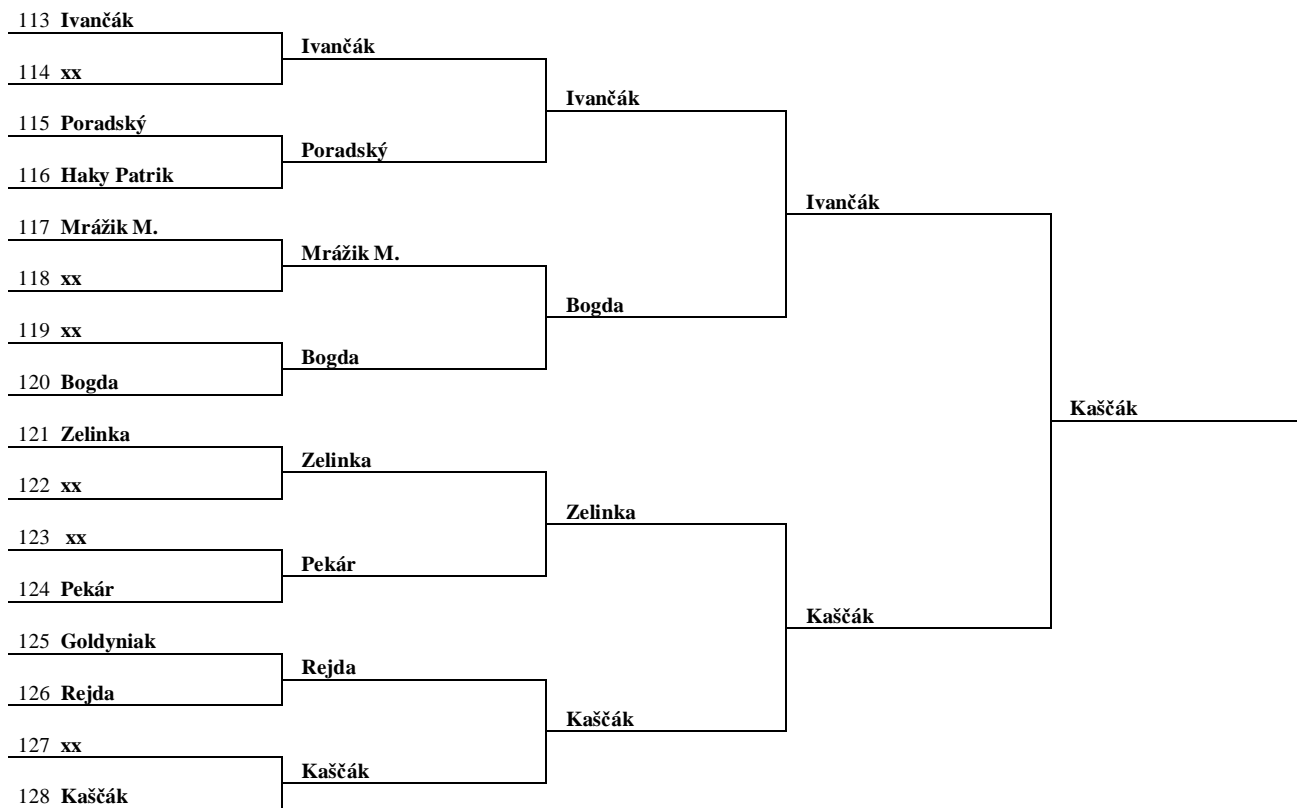 113 Ivančák
Ivančák
114 xx
Ivančák
115 Poradský
Poradský
116 Haky Patrik
Ivančák
117 Mrážik M.
Mrážik M.
118 xx
Bogda
119 xx
Bogda
120 Bogda
Kaščák
121 Zelinka
Zelinka
122 xx
Zelinka
123 xx
Pekár
124 Pekár
Kaščák
125 Goldyniak
Rejda
126 Rejda
Kaščák
127 xx
Kaščák
128 Kaščák